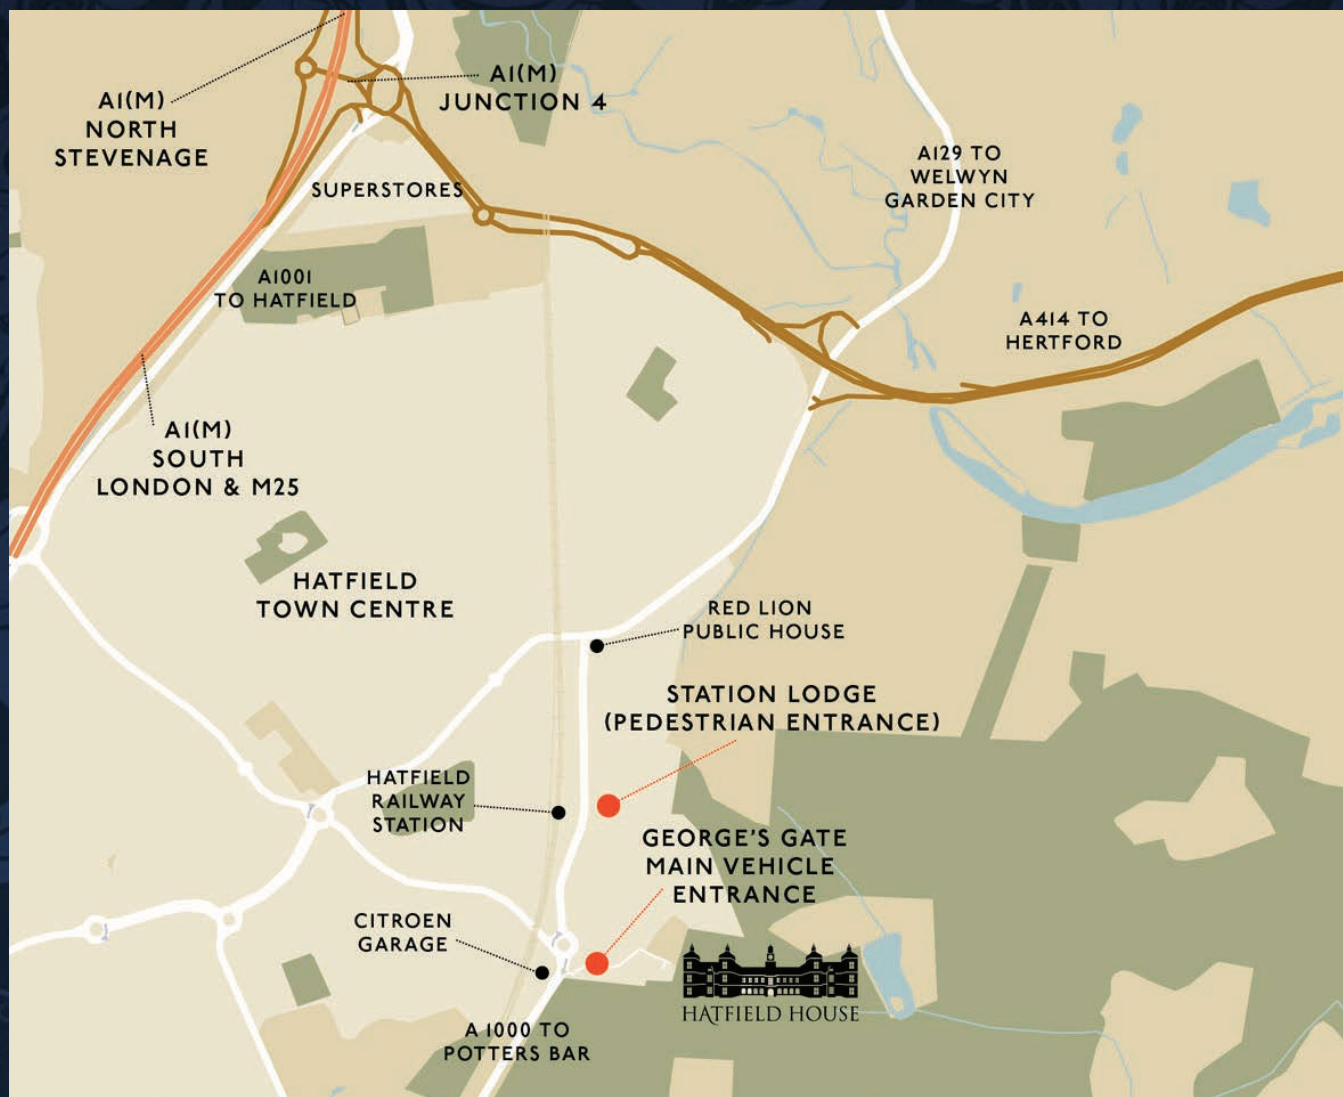 A1(M)
JUNCTION 4
A1(M)
NORTH
STEVENAGE
SUPERSTORES
A129 TO
WELWYN
GARDEN CITY
A1001
TO HATFIELD
A414 TO
HERTFORD
A1(M)
SOUTH
LONDON & M25
HATFIELD
TOWN CENTRE
RED LION
PUBLIC HOUSE
STATION LODGE
(PEDESTRIAN ENTRANCE)
HATFIELD
RAILWAY
STATION
GEORGE'S GATE
MAIN VEHICLE
ENTRANCE
CITROEN
GARAGE
HATFIELD HOUSE
A 1000 TO
POTTERS BAR